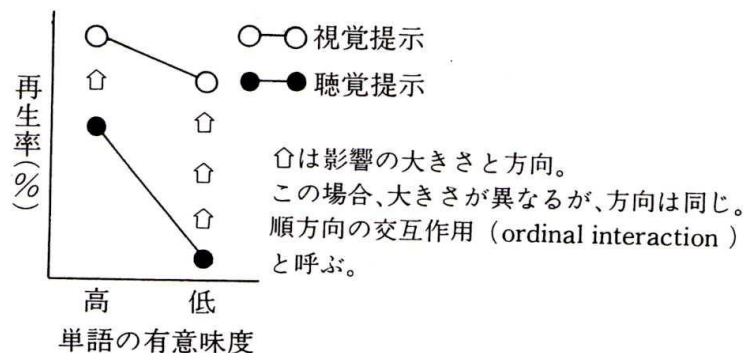 視覚提示
聴覚提示
再生率(%)
⇧は影響の大きさと方向。
この場合、大きさが異なるが、方向は同じ。
順方向の交互作用（ordinal interaction）
と呼ぶ。
高 低
単語の有意味度